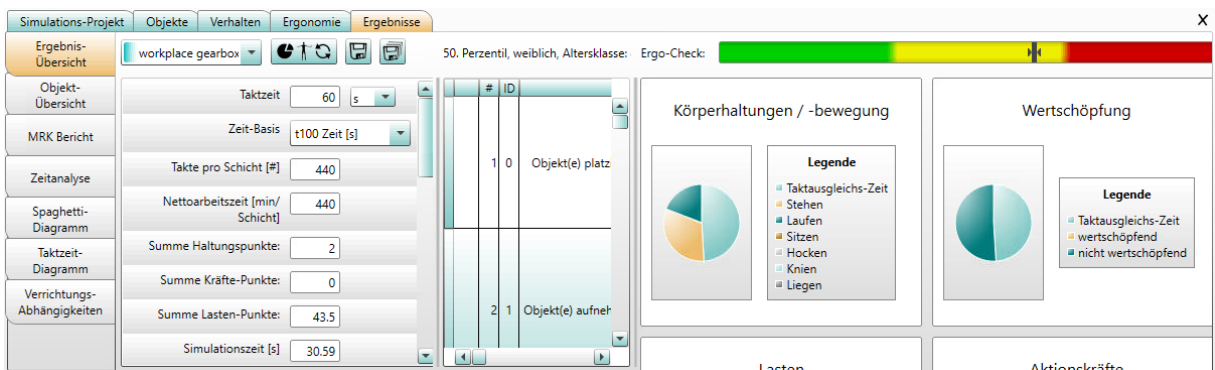 Simulations-Projekt Objekte Verhalten Ergonomie Ergebnisse X
Ergebnis-
Übersicht
Objekt-
Übersicht
MRK Bericht
Zeitanalyse
Spaghetti-
Diagramm
Taktzeit-
Diagramm
Verrichtungs-
Abhängigkeiten
workplace gearbox
50. Perzentil, weiblich, Altersklasse: Ergo-Check:
Taktzeit 60 s
Zeit-Basis t100 Zeit [s]
Takte pro Schicht [#] 440
Nettoarbeitszeit [min/
Schicht] 440
Summe Haltungspunkte: 2
Summe Kräfte-Punkte: 0
Summe Lasten-Punkte: 43.5
Simulationszeit [s] 30.59
# ID
1 0 Objekt(e) platz
2 1 Objekt(e) aufneh
Körperhaltungen / -bewegung
Legende
Taktausgleichs-Zeit
Stehen
Laufen
Sitzen
Hocken
Knien
Liegen
Wertschöpfung
Legende
Taktausgleichs-Zeit
wertschöpfend
nicht wertschöpfend
Lasten
Aktionskräfte